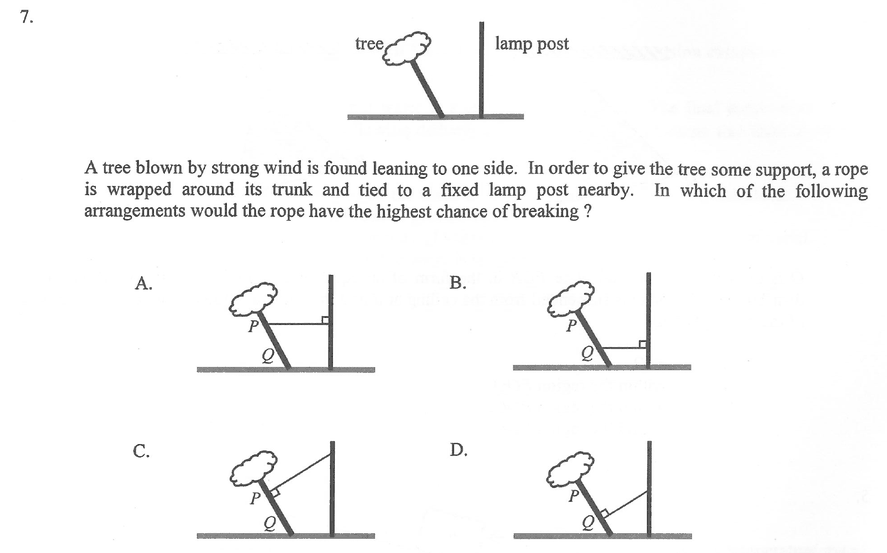 7.
tree
lamp post
A tree blown by strong wind is found leaning to one side. In order to give the tree some support, a rope
is wrapped around its trunk and tied to a fixed lamp post nearby. In which of the following
arrangements would the rope have the highest chance of breaking ?
A.
B.
P
P
Q
Q
C.
D.
P
P
Q
Q